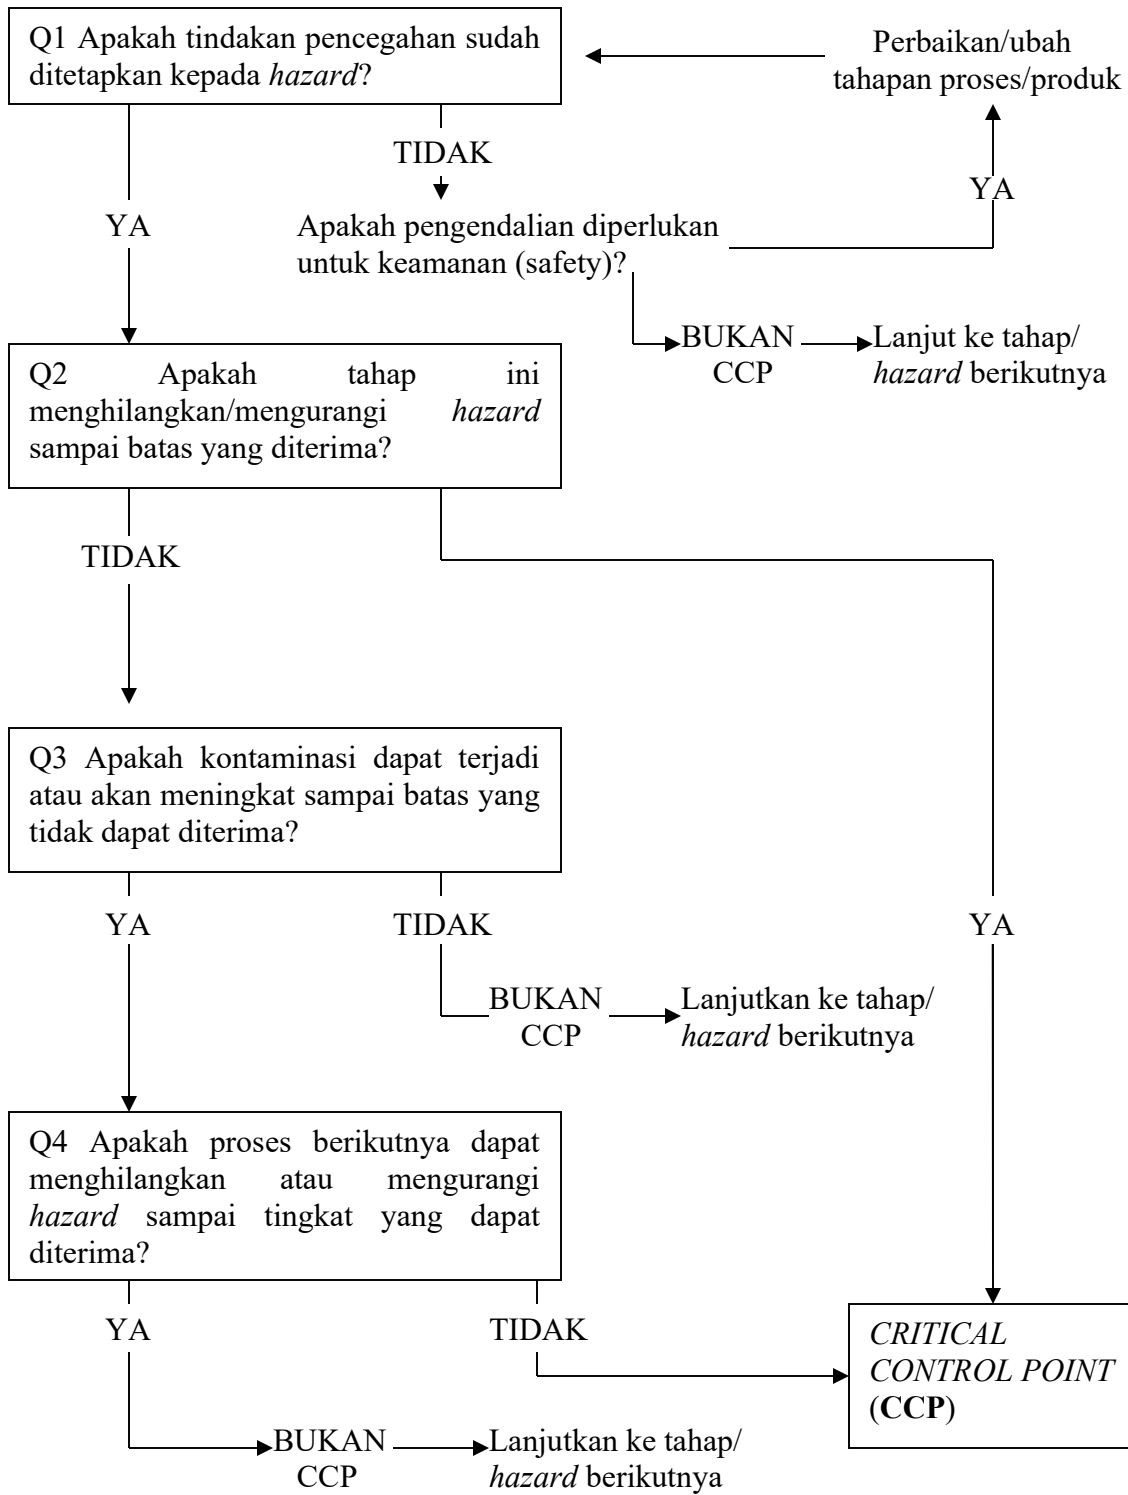 Q1 Apakah tindakan pencegahan sudah
ditetapkan kepada hazard?
Perbaikan/ubah
tahapan proses/produk
TIDAK
YA
YA
Apakah pengendalian diperlukan
untuk keamanan (safety)?
BUKAN
CCP
Lanjut ke tahap/
hazard berikutnya
Q2 Apakah tahap ini
menghilangkan/mengurangi hazard
sampai batas yang diterima?
TIDAK
Q3 Apakah kontaminasi dapat terjadi
atau akan meningkat sampai batas yang
tidak dapat diterima?
YA
TIDAK
YA
BUKAN
CCP
Lanjutkan ke tahap/
hazard berikutnya
Q4 Apakah proses berikutnya dapat
menghilangkan atau mengurangi
hazard sampai tingkat yang dapat
diterima?
YA
TIDAK
CRITICAL
CONTROL POINT
(CCP)
BUKAN
CCP
Lanjutkan ke tahap/
hazard berikutnya